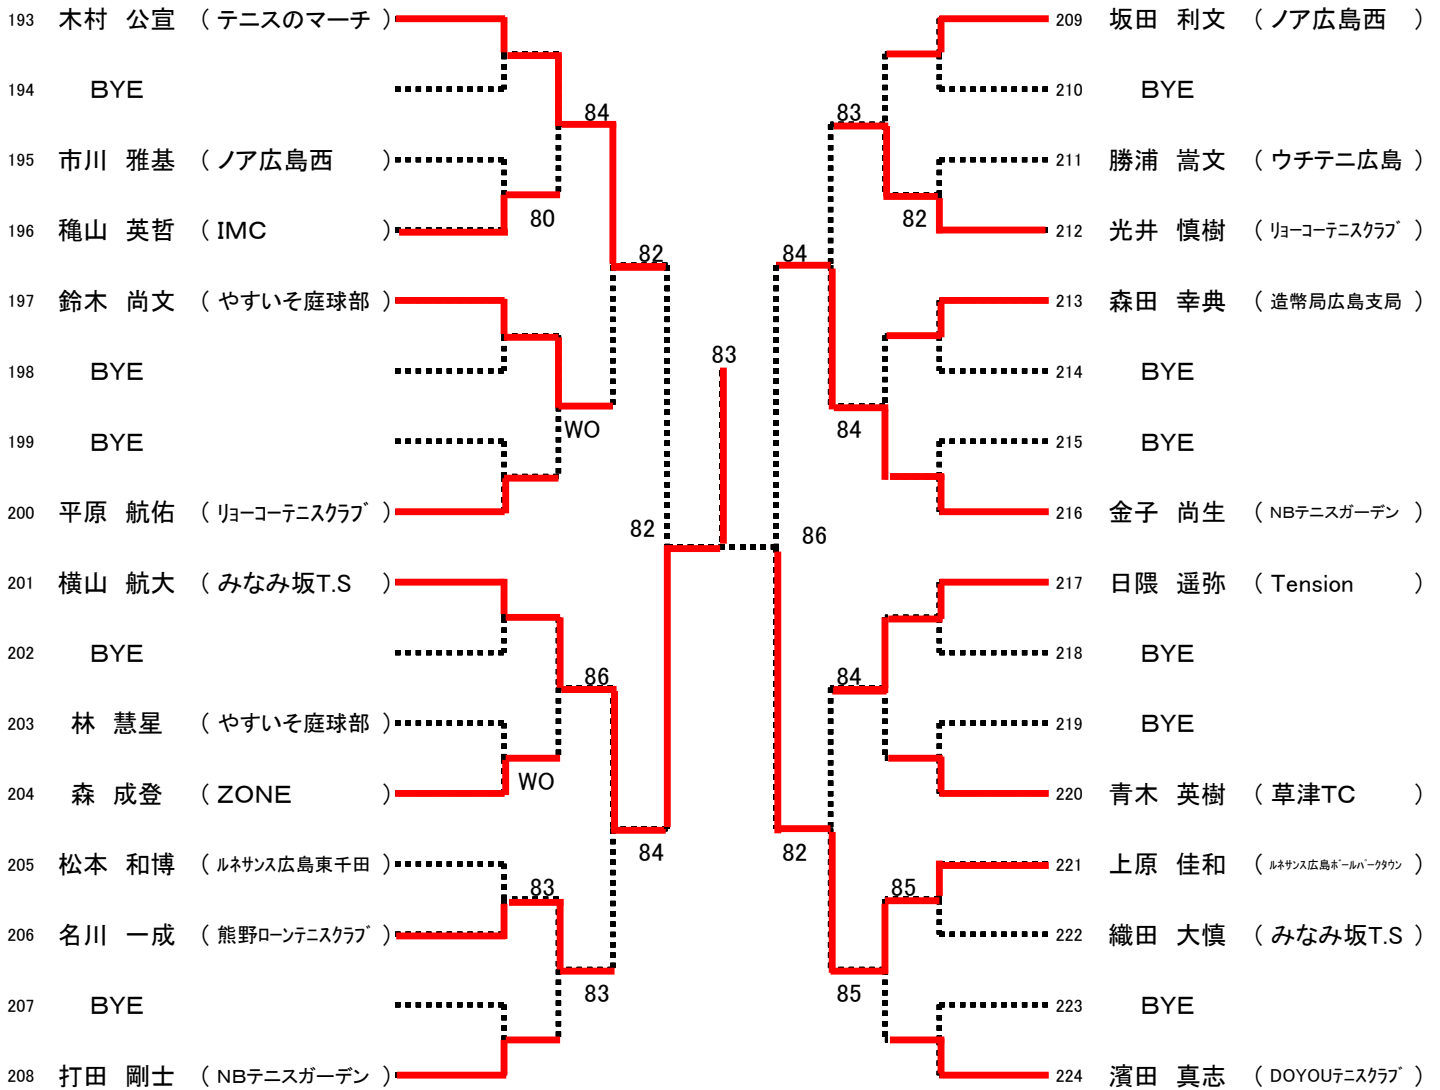 193 木村 公宣 ( テニスのマーチ )
194 BYE
84
195 市川 雅基 ( ノア広島西 )
80
196 穐山 英哲 ( IMC )
82
197 鈴木 尚文 ( やすいそ庭球部 )
198 BYE
WO
199 BYE
200 平原 航佑 ( リョーコーテニスクラブ )
82
201 横山 航大 ( みなみ坂T.S )
202 BYE
86
203 林 慧星 ( やすいそ庭球部 )
WO
204 森 成登 ( ZONE )
84
205 松本 和博 ( ルネサンス広島東千田 )
83
206 名川 一成 ( 熊野ローンテニスクラブ )
83
207 BYE
208 打田 剛士 ( NBテニスガーデン )
83
209 坂田 利文 ( ノア広島西 )
210 BYE
83
211 勝浦 嵩文 ( ウチテニ広島 )
82
212 光井 慎樹 ( リョーコーテニスクラブ )
84
213 森田 幸典 ( 造幣局広島支局 )
214 BYE
84
215 BYE
216 金子 尚生 ( NBテニスガーデン )
86
217 日隈 遥弥 ( Tension )
218 BYE
84
219 BYE
220 青木 英樹 ( 草津TC )
82
221 上原 佳和 ( ルネサンス広島ボールパークタウン )
85
222 織田 大慎 ( みなみ坂T.S )
85
223 BYE
224 濱田 真志 ( DOYOUテニスクラブ )